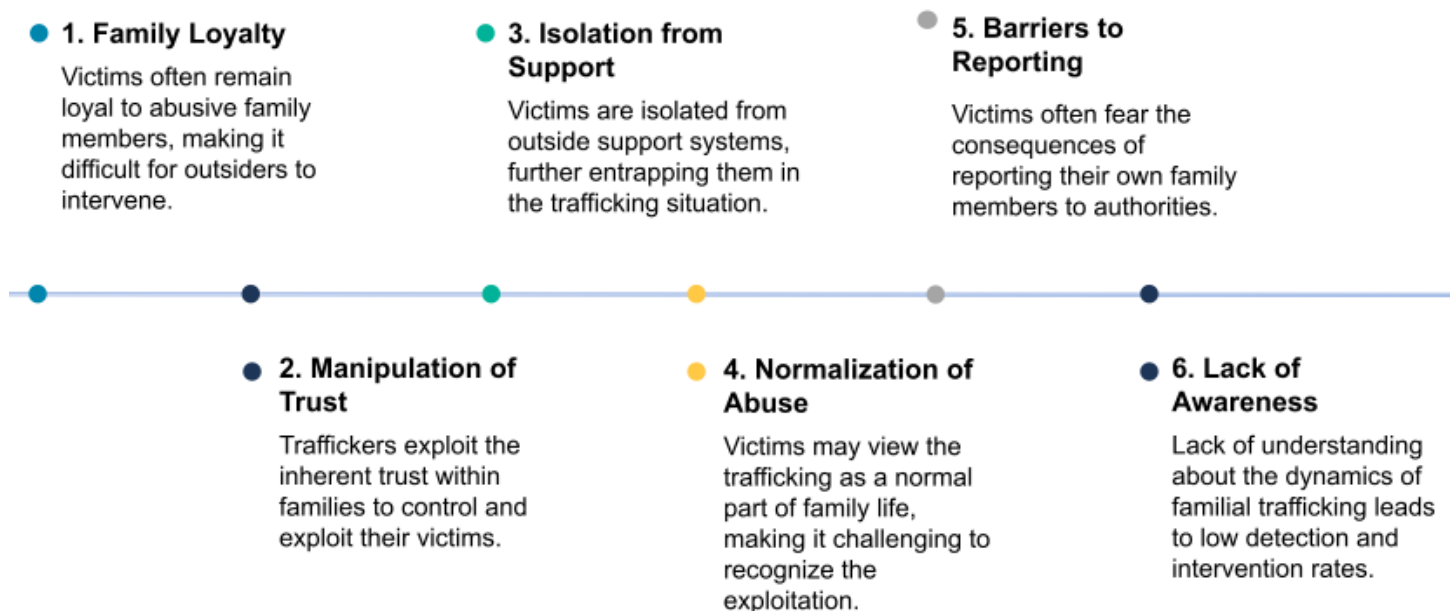 1. Family Loyalty
Victims often remain
loyal to abusive family
members, making it
difficult for outsiders to
intervene.
2. Manipulation of
Trust
Traffickers exploit the
inherent trust within
families to control and
exploit their victims.
3. Isolation from
Support
Victims are isolated from
outside support systems,
further entrapping them in
the trafficking situation.
4. Normalization of
Abuse
Victims may view the
trafficking as a normal
part of family life,
making it challenging to
recognize the
exploitation.
5. Barriers to
Reporting
Victims often fear the
consequences of
reporting their own family
members to authorities.
6. Lack of
Awareness
Lack of understanding
about the dynamics of
familial trafficking leads
to low detection and
intervention rates.